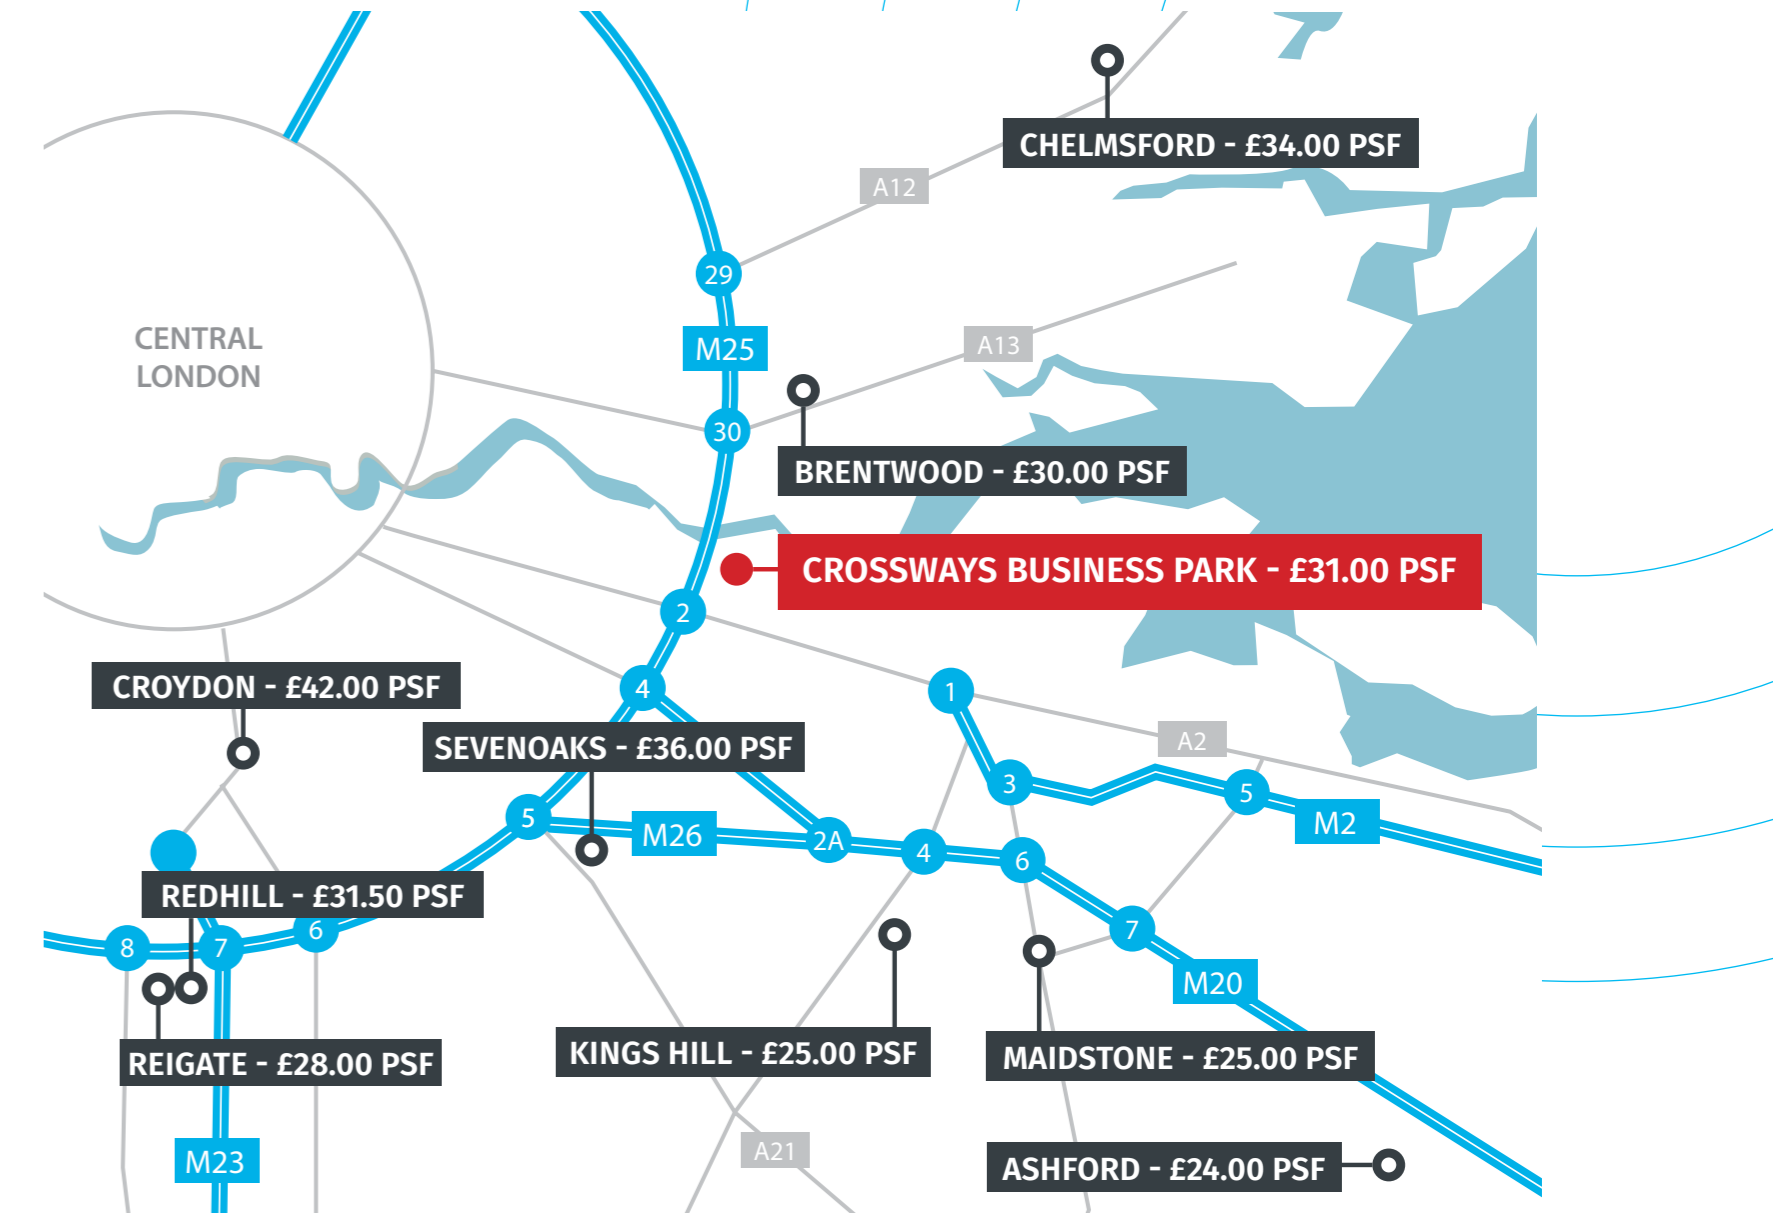 CHELMSFORD - £34.00 PSF
A12
29
CENTRAL
LONDON
M25
A13
30
BRENTWOOD - £30.00 PSF
CROSSWAYS BUSINESS PARK - £31.00 PSF
2
CROYDON - £42.00 PSF
4
1
SEVENOAKS - £36.00 PSF
A2
3
5
5
M26
2A
4
6
M2
REDHILL - £31.50 PSF
8
7
6
7
M20
REIGATE - £28.00 PSF
KINGS HILL - £25.00 PSF
MAIDSTONE - £25.00 PSF
M23
A21
ASHFORD - £24.00 PSF